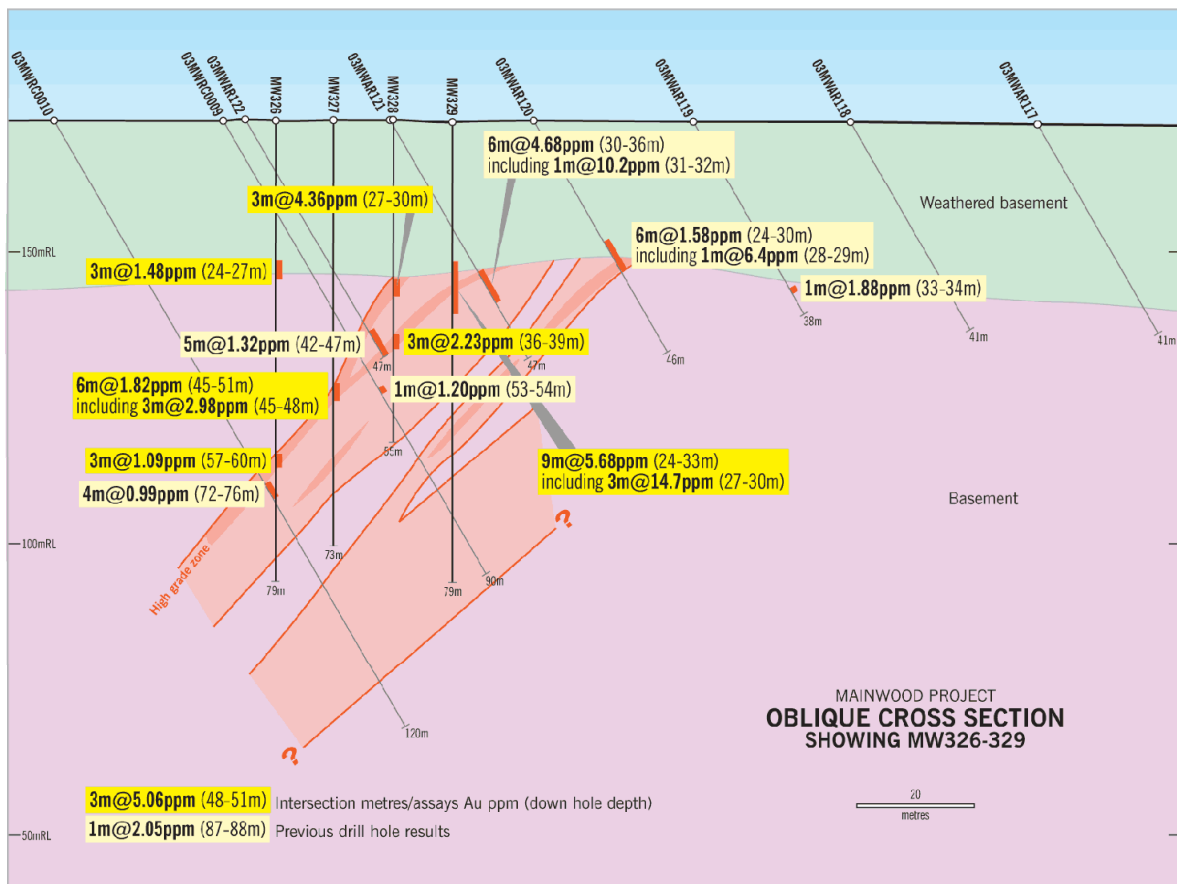 03MWRC0010
03MWRC0009
03MWAR122
MW326
MW327
03MWAR121
MW328
MW329
03MWAR120
03MWAR119
03MWAR118
03MWAR117
6m@4.68ppm (30-36m)
including 1m@10.2ppm (31-32m)
3m@4.36ppm (27-30m)
Weathered basement
6m@1.58ppm (24-30m)
including 1m@6.4ppm (28-29m)
150mRL
3m@1.48ppm (24-27m)
1m@1.88ppm (33-34m)
38m
41m
41m
5m@1.32ppm (42-47m)
3m@2.23ppm (36-39m)
47m
47m
46m
6m@1.82ppm (45-51m)
including 3m@2.98ppm (45-48m)
1m@1.20ppm (53-54m)
55m
3m@1.09ppm (57-60m)
9m@5.68ppm (24-33m)
including 3m@14.7ppm (27-30m)
4m@0.99ppm (72-76m)
Basement
?
100mRL
High grade zone
73m
79m
79m
90m
120m
?
MAINWOOD PROJECT
OBLIQUE CROSS SECTION
SHOWING MW326-329
3m@5.06ppm (48-51m) Intersection metres/assays Au ppm (down hole depth)
1m@2.05ppm (87-88m) Previous drill hole results
20
metres
50mRL